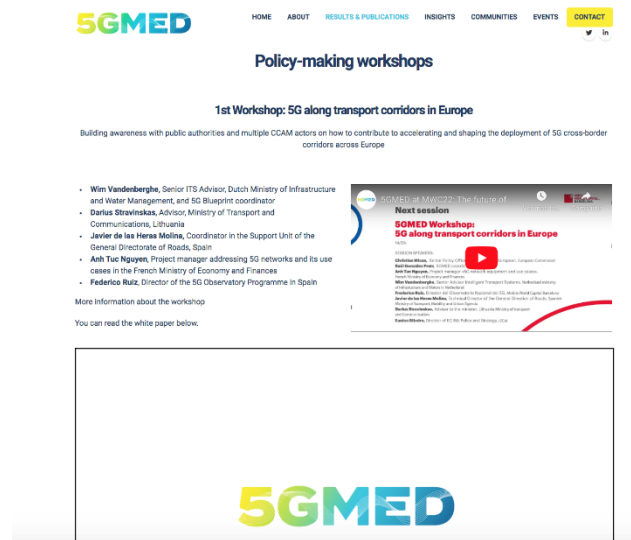 5GMED
HOME ABOUT RESULTS & PUBLICATIONS INSIGHTS COMMUNITIES EVENTS CONTACT
Policy-making workshops
1st Workshop: 5G along transport corridors in Europe
Building awareness with public authorities and multiple CCAM actors on how to contribute to accelerating and shaping the deployment of 5G cross-border
corridors across Europe
• Wim Vandenberghe, Senior ITS Advisor, Dutch Ministry of Infrastructure
and Water Management, and 5G Blueprint coordinator
• Darius Stravinskas, Advisor, Ministry of Transport and
Communications, Lithuania
• Javier de las Heras Molina, Coordinator in the Support Unit of the
General Directorate of Roads, Spain
• Anh Tuc Nguyen, Project manager addressing 5G networks and its use
cases in the French Ministry of Economy and Finances
• Federico Ruiz, Director of the 5G Observatory Programme in Spain
More information about the workshop
You can read the white paper below.
5GMED at MWC22: The future of
Next session
5GMED Workshop:
5G along transport corridors in Europe
5GMED